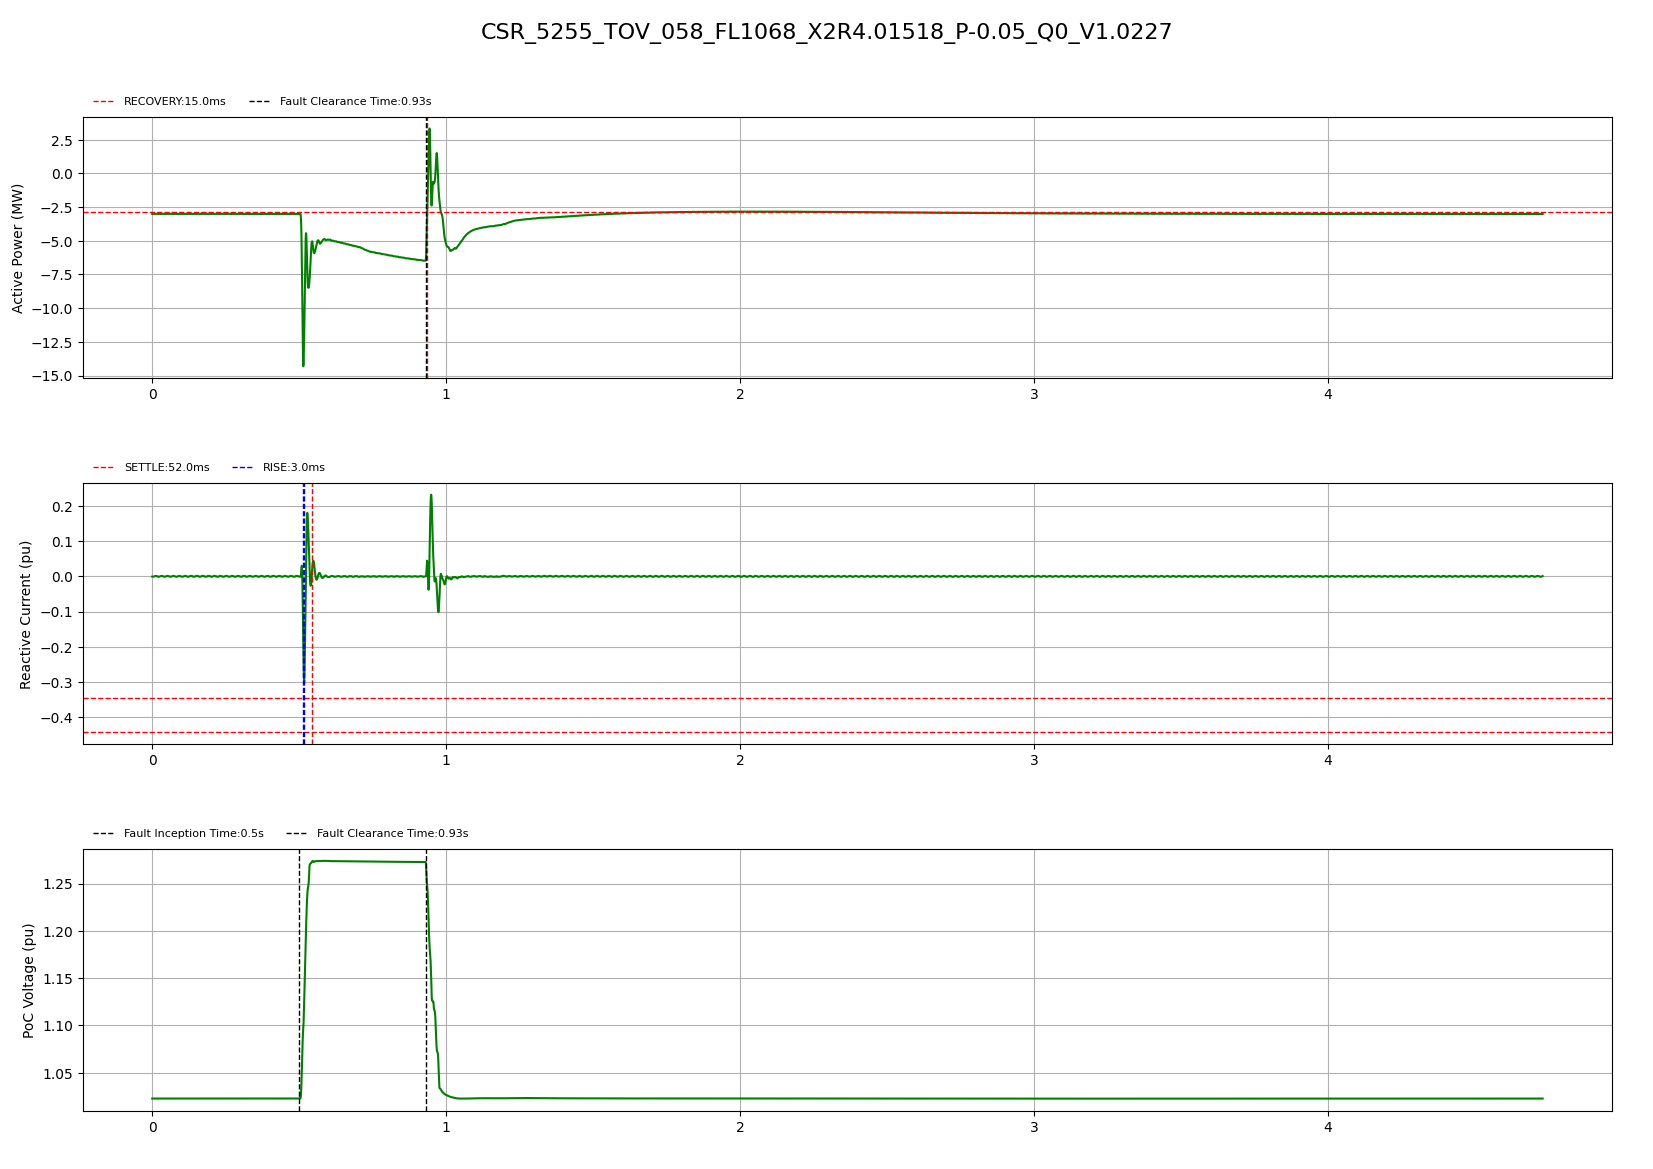 CSR_5255_TOV_058_FL1068_X2R4.01518_P-0.05_Q0_V1.0227
RECOVERY:15.0ms Fault Clearance Time:0.93s
Active Power (MW)
2.5
0.0
−2.5
−5.0
−7.5
−10.0
−12.5
−15.0
0 1 2 3 4
SETTLE:52.0ms RISE:3.0ms
Reactive Current (pu)
0.2
0.1
0.0
−0.1
−0.2
−0.3
−0.4
0 1 2 3 4
Fault Inception Time:0.5s Fault Clearance Time:0.93s
PoC Voltage (pu)
1.25
1.20
1.15
1.10
1.05
0 1 2 3 4